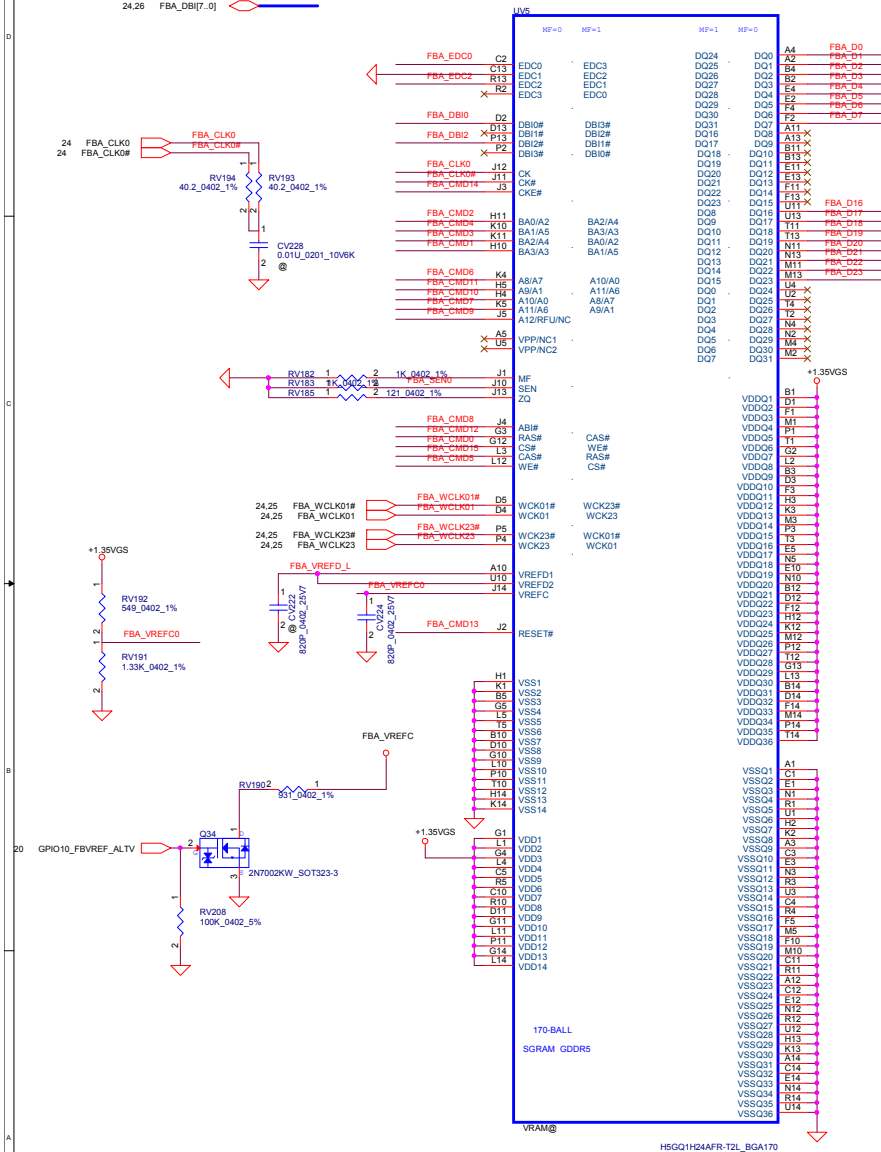 24,26 FBA_DBI[7..0]
UV5
MF=0 MF=1 MF=1 MF=0
FBA_EDC0 C2 EDC0 EDC3
C13 EDC1 EDC2
FBA_EDC2 R13 EDC2 EDC1
R2 EDC3 EDC0
FBA_DBI0 D2 DBI0# DBI3#
D13 DBI1# DBI2#
FBA_DBI2 P13 DBI2# DBI1#
P2 DBI3# DBI0#
FBA_CLK0 J12 CK
FBA_CLK0# J11 CK#
FBA_CMD14 J3 CKE#
FBA_CMD2 H11 BA0/A2 BA2/A4
FBA_CMD4 K10 BA1/A5 BA3/A3
FBA_CMD3 K11 BA2/A4 BA0/A2
FBA_CMD1 H10 BA3/A3 BA1/A5
FBA_CMD6 K4 A8/A7 A10/A0
FBA_CMD11 H5 A9/A1 A11/A6
FBA_CMD10 H4 A10/A0 A8/A7
FBA_CMD7 K5 A11/A6 A9/A1
FBA_CMD9 J5 A12/RFU/NC
A5 VPP/NC1
U5 VPP/NC2
RV182 1 2 1K_0402_1% J1 MF
RV183 1K_0402_1% 2 FBA_SEN0 J10 SEN
RV185 1 2 121_0402_1% J13 ZQ
FBA_CMD8 J4 ABI#
FBA_CMD12 G3 RAS# CAS#
FBA_CMD0 G12 CS# WE#
FBA_CMD15 L3 CAS# RAS#
FBA_CMD5 L12 WE# CS#
24,25 FBA_WCLK01# FBA_WCLK01# D5 WCK01# WCK23#
24,25 FBA_WCLK01 FBA_WCLK01 D4 WCK01 WCK23
24,25 FBA_WCLK23# FBA_WCLK23# P5 WCK23# WCK01#
24,25 FBA_WCLK23 FBA_WCLK23 P4 WCK23 WCK01
FBA_VREFD_L A10 VREFD1
U10 VREFD2
FBA_VREFC0 J14 VREFC
1 2 CV222 @ 820P_0402_25V7
1 2 CV224 820P_0402_25V7
FBA_CMD13 J2 RESET#
H1 VSS1
K1 VSS2
B5 VSS3
G5 VSS4
L5 VSS5
T5 VSS6
B10 VSS7
D10 VSS8
G10 VSS9
L10 VSS10
P10 VSS11
T10 VSS12
H14 VSS13
K14 VSS14
+1.35VGS
G1 VDD1
L1 VDD2
G4 VDD3
L4 VDD4
C5 VDD5
R5 VDD6
C10 VDD7
R10 VDD8
D11 VDD9
G11 VDD10
L11 VDD11
P11 VDD12
G14 VDD13
L14 VDD14
24 FBA_CLK0 FBA_CLK0
24 FBA_CLK0# FBA_CLK0#
1 1
RV194 RV193
40.2_0402_1% 40.2_0402_1%
2 2
1
CV228
0.01U_0201_10V6K
2 @
+1.35VGS
1
RV192
549_0402_1%
2
FBA_VREFC0
1
RV191
1.33K_0402_1%
2
FBA_VREFC
RV190 2 1
931_0402_1%
Q34 1 D
20 GPIO10_FBVREF_ALTV 2 G
S
3 2N7002KW_SOT323-3
1
RV208
100K_0402_5%
2
DQ24 DQ0 A4 FBA_D0
DQ25 DQ1 A2 FBA_D1
DQ26 DQ2 B4 FBA_D2
DQ27 DQ3 B2 FBA_D3
DQ28 DQ4 E4 FBA_D4
DQ29 DQ5 E2 FBA_D5
DQ30 DQ6 F4 FBA_D6
DQ31 DQ7 F2 FBA_D7
DQ16 DQ8 A11
DQ17 DQ9 A13
DQ18 DQ10 B11
DQ19 DQ11 B13
DQ20 DQ12 E11
DQ21 DQ13 E13
DQ22 DQ14 F11
DQ23 DQ15 F13
DQ8 DQ16 U11 FBA_D16
DQ9 DQ17 U13 FBA_D17
DQ10 DQ18 T11 FBA_D18
DQ11 DQ19 T13 FBA_D19
DQ12 DQ20 N11 FBA_D20
DQ13 DQ21 N13 FBA_D21
DQ14 DQ22 M11 FBA_D22
DQ15 DQ23 M13 FBA_D23
DQ0 DQ24 U4
DQ1 DQ25 U2
DQ2 DQ26 T4
DQ3 DQ27 T2
DQ4 DQ28 N4
DQ5 DQ29 N2
DQ6 DQ30 M4
DQ7 DQ31 M2
+1.35VGS
VDDQ1 B1
VDDQ2 D1
VDDQ3 F1
VDDQ4 M1
VDDQ5 P1
VDDQ6 T1
VDDQ7 G2
VDDQ8 L2
VDDQ9 B3
VDDQ10 D3
VDDQ11 F3
VDDQ12 H3
VDDQ13 K3
VDDQ14 M3
VDDQ15 P3
VDDQ16 T3
VDDQ17 E5
VDDQ18 N5
VDDQ19 E10
VDDQ20 N10
VDDQ21 B12
VDDQ22 D12
VDDQ23 F12
VDDQ24 H12
VDDQ25 K12
VDDQ26 M12
VDDQ27 P12
VDDQ28 T12
VDDQ29 G13
VDDQ30 L13
VDDQ31 B14
VDDQ32 D14
VDDQ33 F14
VDDQ34 M14
VDDQ35 P14
VDDQ36 T14
VSSQ1 A1
VSSQ2 C1
VSSQ3 E1
VSSQ4 N1
VSSQ5 R1
VSSQ6 U1
VSSQ7 H2
VSSQ8 K2
VSSQ9 A3
VSSQ10 C3
VSSQ11 E3
VSSQ12 N3
VSSQ13 R3
VSSQ14 U3
VSSQ15 C4
VSSQ16 R4
VSSQ17 F5
VSSQ18 M5
VSSQ19 F10
VSSQ20 M10
VSSQ21 C11
VSSQ22 R11
VSSQ23 A12
VSSQ24 C12
VSSQ25 E12
VSSQ26 N12
VSSQ27 R12
VSSQ28 U12
VSSQ29 H13
VSSQ30 K13
VSSQ31 A14
VSSQ32 C14
VSSQ33 E14
VSSQ34 N14
VSSQ35 R14
VSSQ36 U14
170-BALL
SGRAM GDDR5
VRAM@
H5GQ1H24AFR-T2L_BGA170
D
C
B
A